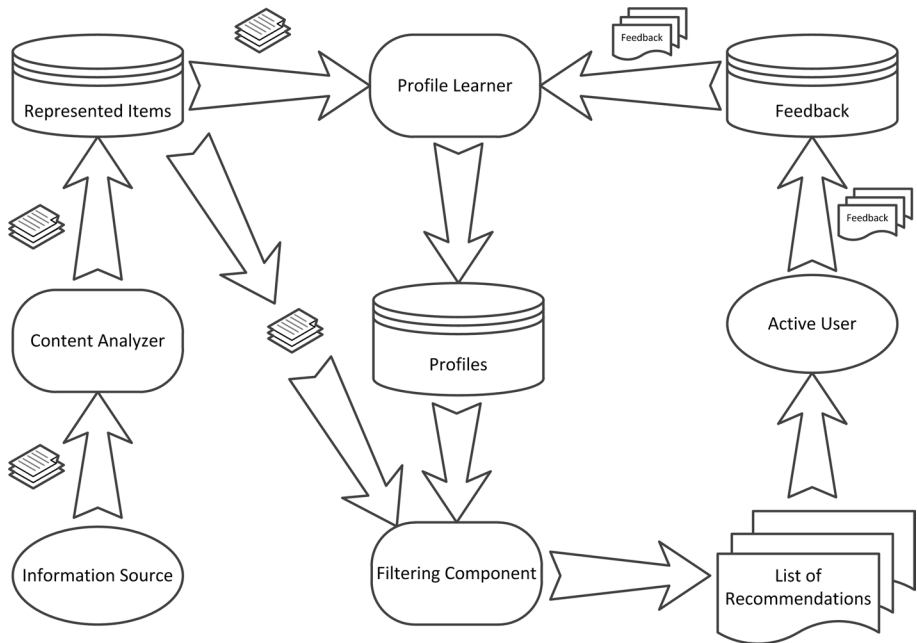 Feedback
Represented Items
Profile Learner
Feedback
Feedback
Content Analyzer
Active User
Profiles
Information Source
Filtering Component
List of
Recommendations